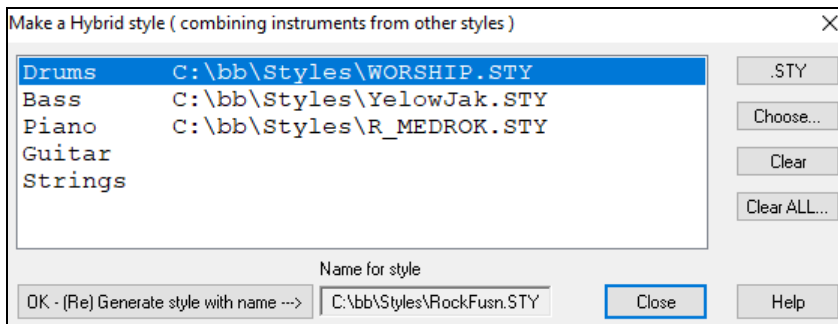 Make a Hybrid style ( combining instruments from other styles )
Drums C:\bb\Styles\WORSHIP.STY
Bass C:\bb\Styles\YelowJak.STY
Piano C:\bb\Styles\R_MEDROK.STY
Guitar
Strings
.STY
Choose...
Clear
Clear ALL...
Name for style
OK - (Re) Generate style with name ---> C:\bb\Styles\RockFusn.STY Close Help